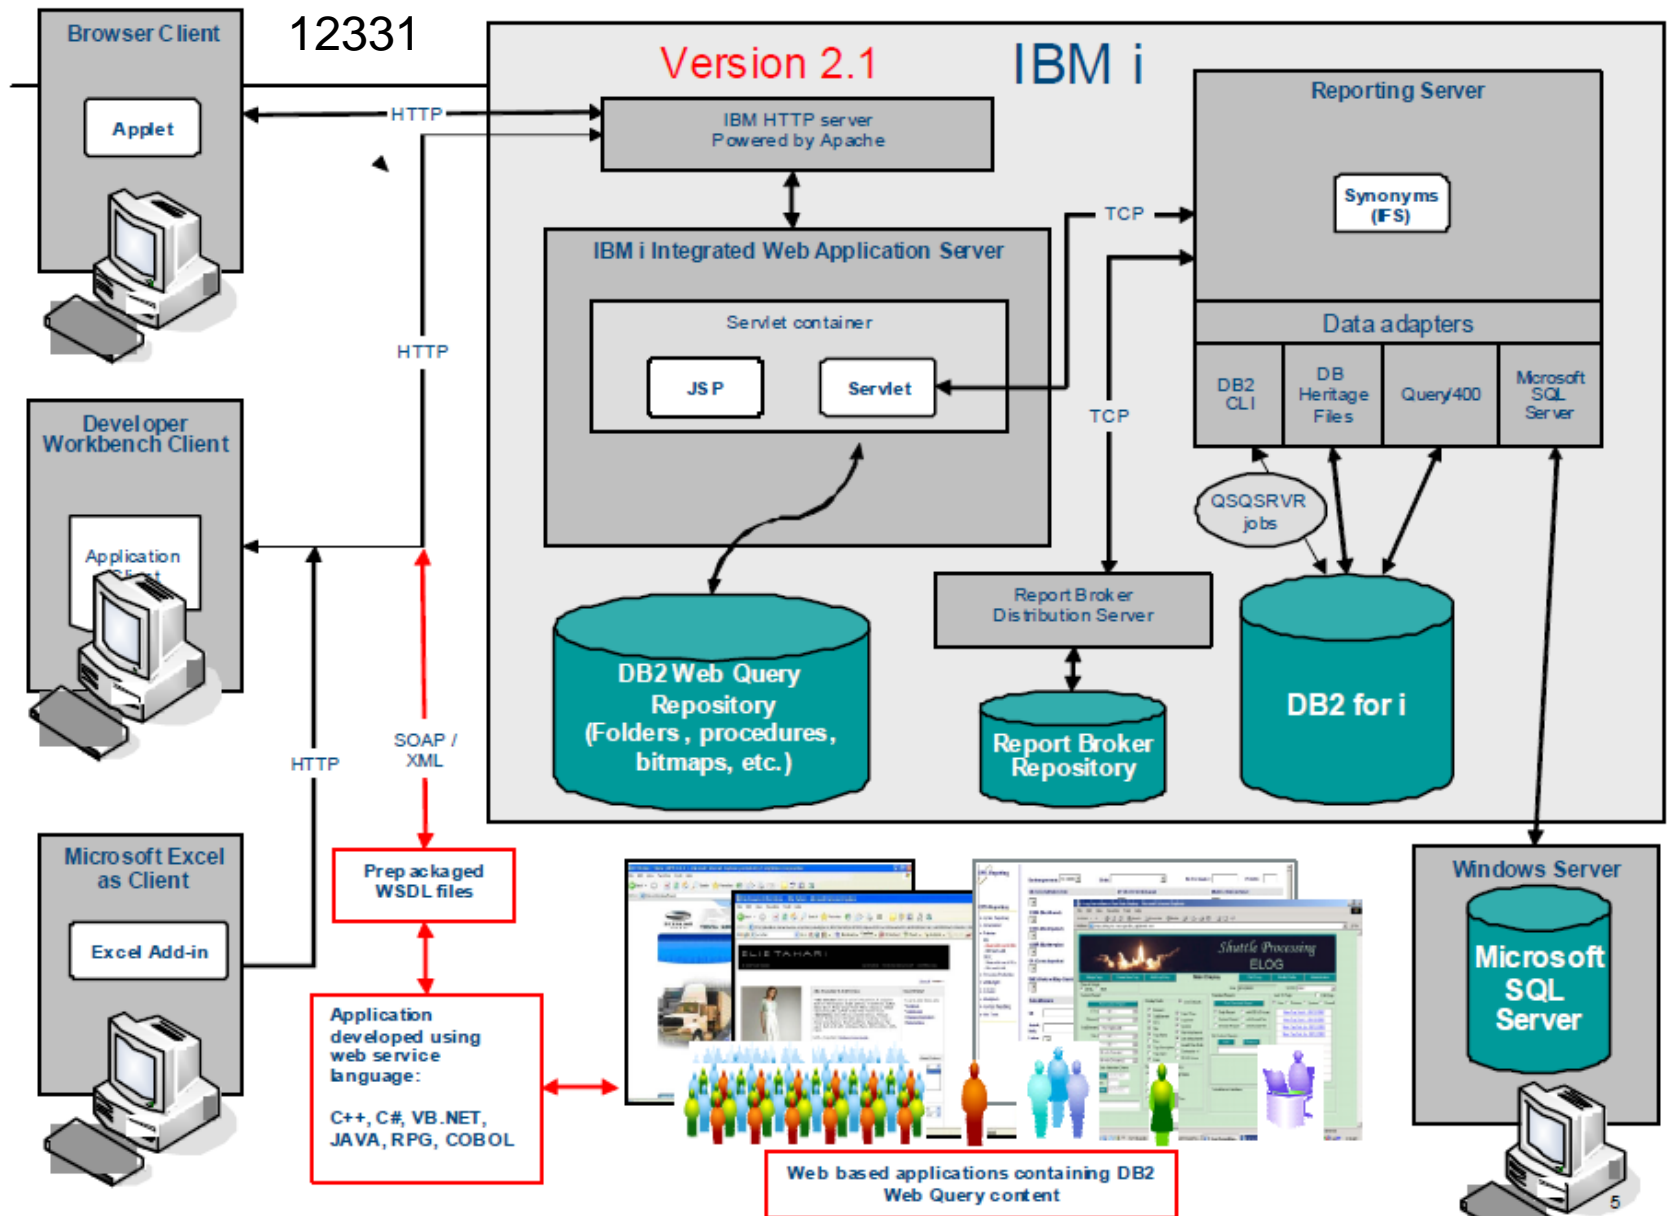 Browser Client
12331
Applet
HTTP
Version 2.1
IBM i
IBM HTTP server
Powered by Apache
Reporting Server
Synonyms
(IFS)
TCP
IBM i Integrated Web Application Server
Servlet container
JSP
Servlet
HTTP
TCP
Data adapters
DB2
CLI
DB
Heritage
Files
Query/400
Microsoft
SQL
Server
QSQSRVR
jobs
Developer
Workbench Client
Application
Report Broker
Distribution Server
DB2 Web Query
Repository
(Folders, procedures,
bitmaps, etc.)
Report Broker
Repository
DB2 for i
SOAP /
XML
HTTP
Microsoft Excel
as Client
Excel Add-in
Prepackaged
WSDL files
Application
developed using
web service
language:
C++, C#, VB.NET,
JAVA, RPG, COBOL
ELIE TAHARI
Shuttle Processing
ELOG
Web based applications containing DB2
Web Query content
Windows Server
Microsoft
SQL
Server
5